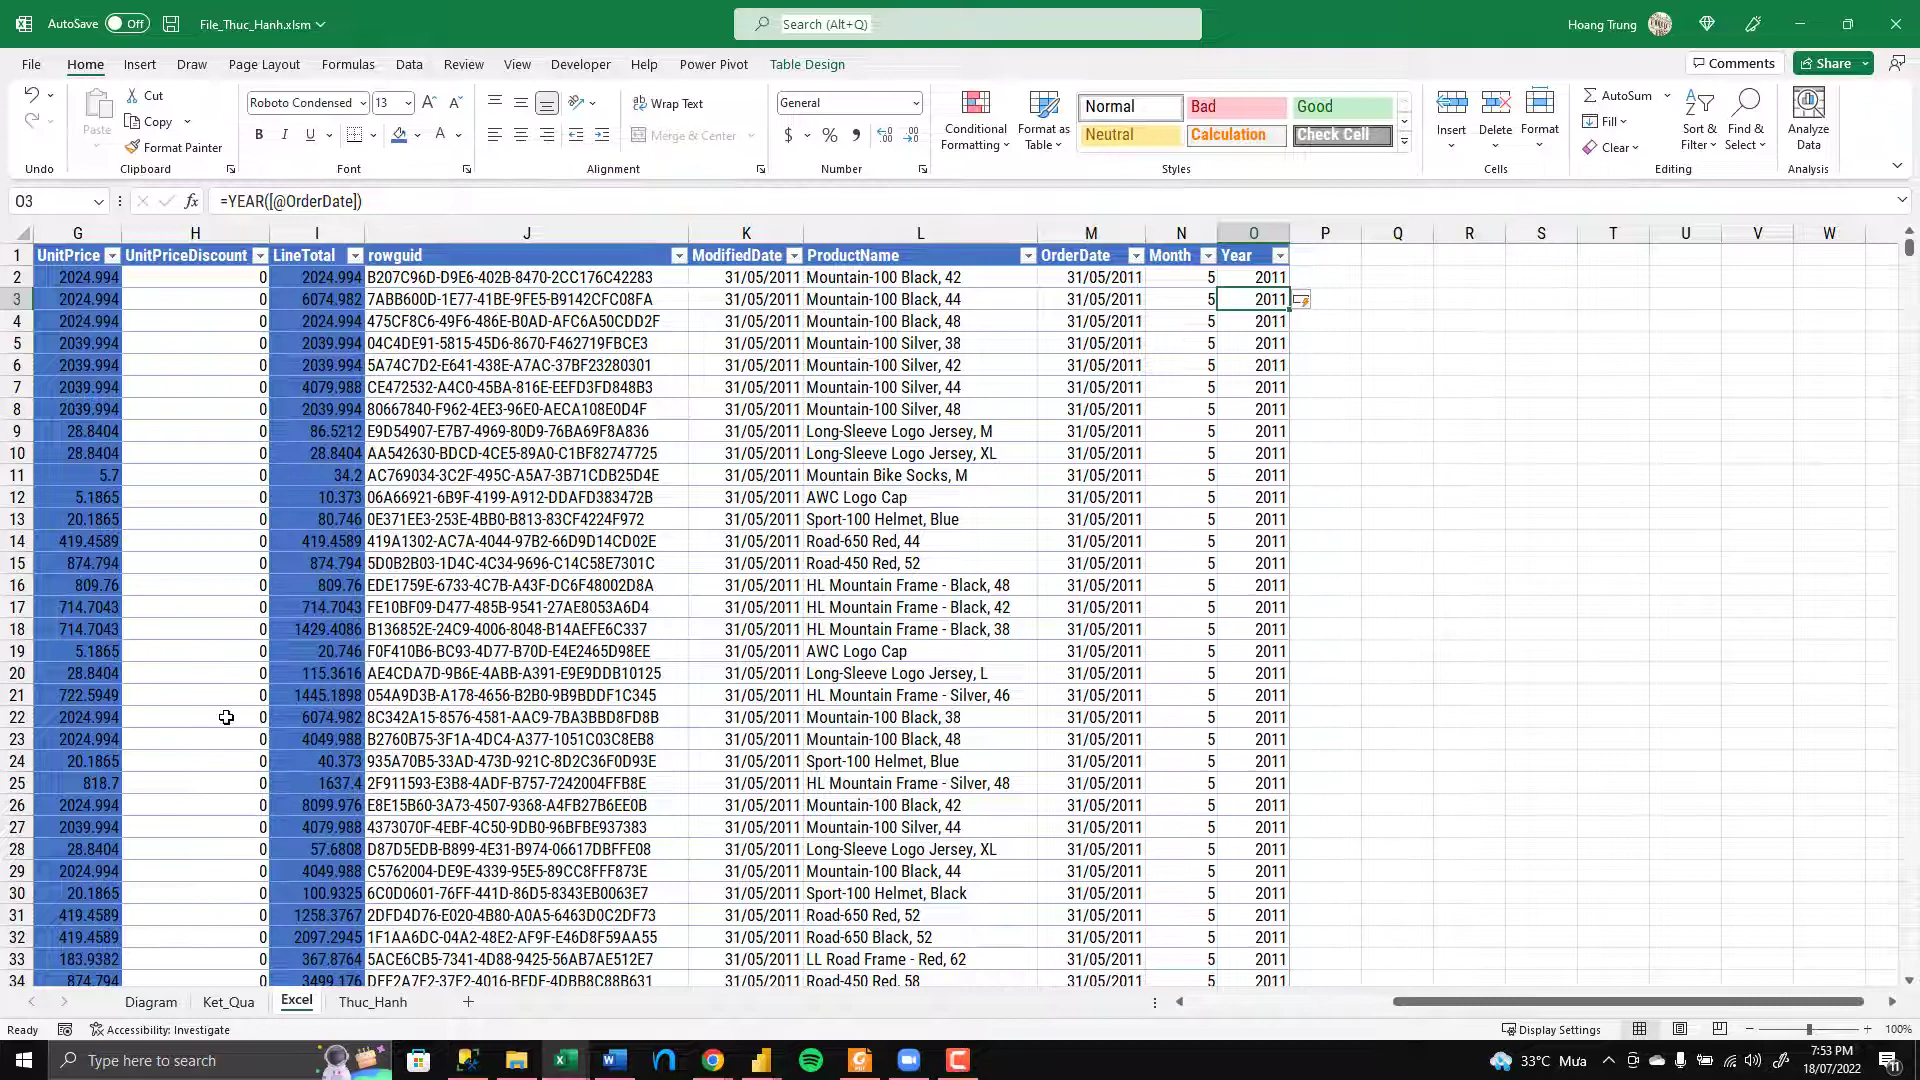 AutoSave Off File_Thuc_Hanh.xlsm Search (Alt+Q) Hoang Trung
File Home Insert Draw Page Layout Formulas Data Review View Developer Help Power Pivot Table Design Comments Share
Paste Cut Copy Format Painter Roboto Condensed 13 B I U A Wrap Text Merge & Center General $ % Conditional Formatting Format as Table Normal Bad Good Neutral Calculation Check Cell Insert Delete Format AutoSum Fill Clear Sort & Filter Find & Select Analyze Data
Undo Clipboard Font Alignment Number Styles Cells Editing Analysis
O3 fx =YEAR([@OrderDate])
G H I J K L M N O P Q R S T U V W
1 UnitPrice UnitPriceDiscount LineTotal rowguid ModifiedDate ProductName OrderDate Month Year
2 2024.994 0 2024.994 B207C96D-D9E6-402B-8470-2CC176C42283 31/05/2011 Mountain-100 Black, 42 31/05/2011 5 2011
3 2024.994 0 6074.982 7ABB600D-1E77-41BE-9FE5-B9142CFC08FA 31/05/2011 Mountain-100 Black, 44 31/05/2011 5 2011
4 2024.994 0 2024.994 475CF8C6-49F6-486E-B0AD-AFC6A50CDD2F 31/05/2011 Mountain-100 Black, 48 31/05/2011 5 2011
5 2039.994 0 2039.994 04C4DE91-5815-45D6-8670-F462719FBCE3 31/05/2011 Mountain-100 Silver, 38 31/05/2011 5 2011
6 2039.994 0 2039.994 5A74C7D2-E641-438E-A7AC-37BF23280301 31/05/2011 Mountain-100 Silver, 42 31/05/2011 5 2011
7 2039.994 0 4079.988 CE472532-A4C0-45BA-816E-EEFD3FD848B3 31/05/2011 Mountain-100 Silver, 44 31/05/2011 5 2011
8 2039.994 0 2039.994 80667840-F962-4EE3-96E0-AECA108E0D4F 31/05/2011 Mountain-100 Silver, 48 31/05/2011 5 2011
9 28.8404 0 86.5212 E9D54907-E7B7-4969-80D9-76BA69F8A836 31/05/2011 Long-Sleeve Logo Jersey, M 31/05/2011 5 2011
10 28.8404 0 28.8404 AA542630-BDCD-4CE5-89A0-C1BF82747725 31/05/2011 Long-Sleeve Logo Jersey, XL 31/05/2011 5 2011
11 5.7 0 34.2 AC769034-3C2F-495C-A5A7-3B71CDB25D4E 31/05/2011 Mountain Bike Socks, M 31/05/2011 5 2011
12 5.1865 0 10.373 06A66921-6B9F-4199-A912-DDAFD383472B 31/05/2011 AWC Logo Cap 31/05/2011 5 2011
13 20.1865 0 80.746 0E371EE3-253E-4BB0-B813-83CF4224F972 31/05/2011 Sport-100 Helmet, Blue 31/05/2011 5 2011
14 419.4589 0 419.4589 419A1302-AC7A-4044-97B2-66D9D14CD02E 31/05/2011 Road-650 Red, 44 31/05/2011 5 2011
15 874.794 0 874.794 5D0B2B03-1D4C-4C34-9696-C14C58E7301C 31/05/2011 Road-450 Red, 52 31/05/2011 5 2011
16 809.76 0 809.76 EDE1759E-6733-4C7B-A43F-DC6F48002D8A 31/05/2011 HL Mountain Frame - Black, 48 31/05/2011 5 2011
17 714.7043 0 714.7043 FE10BF09-D477-485B-9541-27AE8053A6D4 31/05/2011 HL Mountain Frame - Black, 42 31/05/2011 5 2011
18 714.7043 0 1429.4086 B136852E-24C9-4006-8048-B14AEFE6C337 31/05/2011 HL Mountain Frame - Black, 38 31/05/2011 5 2011
19 5.1865 0 20.746 F0F410B6-BC93-4D77-B70D-E4E2465D98EE 31/05/2011 AWC Logo Cap 31/05/2011 5 2011
20 28.8404 0 115.3616 AE4CDA7D-9B6E-4ABB-A391-E9E9DDB10125 31/05/2011 Long-Sleeve Logo Jersey, L 31/05/2011 5 2011
21 722.5949 0 1445.1898 054A9D3B-A178-4656-B2B0-9B9BDDF1C345 31/05/2011 HL Mountain Frame - Silver, 46 31/05/2011 5 2011
22 2024.994 0 6074.982 8C342A15-8576-4581-AAC9-7BA3BBD8FD8B 31/05/2011 Mountain-100 Black, 38 31/05/2011 5 2011
23 2024.994 0 4049.988 B2760B75-3F1A-4DC4-A377-1051C03C8EB8 31/05/2011 Mountain-100 Black, 48 31/05/2011 5 2011
24 20.1865 0 40.373 935A70B5-33AD-473D-921C-8D2C36F0D93E 31/05/2011 Sport-100 Helmet, Blue 31/05/2011 5 2011
25 818.7 0 1637.4 2F911593-E3B8-4ADF-B757-7242004FFB8E 31/05/2011 HL Mountain Frame - Silver, 48 31/05/2011 5 2011
26 2024.994 0 8099.976 E8E15B60-3A73-4507-9368-A4FB27B6EE0B 31/05/2011 Mountain-100 Black, 42 31/05/2011 5 2011
27 2039.994 0 4079.988 4373070F-4EBF-4C50-9DB0-96BFBE937383 31/05/2011 Mountain-100 Silver, 44 31/05/2011 5 2011
28 28.8404 0 57.6808 D87D5EDB-B899-4E31-B974-06617DBFFE08 31/05/2011 Long-Sleeve Logo Jersey, XL 31/05/2011 5 2011
29 2024.994 0 4049.988 C5762004-DE9E-4339-95E5-89CC8FFF873E 31/05/2011 Mountain-100 Black, 44 31/05/2011 5 2011
30 20.1865 0 100.9325 6C0D0601-76FF-441D-86D5-8343EB0063E7 31/05/2011 Sport-100 Helmet, Black 31/05/2011 5 2011
31 419.4589 0 1258.3767 2DFD4D76-E020-4B80-A0A5-6463D0C2DF73 31/05/2011 Road-650 Red, 52 31/05/2011 5 2011
32 419.4589 0 2097.2945 1F1AA6DC-04A2-48E2-AF9F-E46D8F59AA55 31/05/2011 Road-650 Black, 52 31/05/2011 5 2011
33 183.9382 0 367.8764 5ACE6CB5-7341-4D88-9425-56AB7AE512E7 31/05/2011 LL Road Frame - Red, 62 31/05/2011 5 2011
34 874.794 0 3499.176 31/05/2011 Road-450 Red, 58 31/05/2011 5 2011
Diagram Ket_Qua Excel Thuc_Hanh
Ready Accessibility: Investigate Display Settings 100%
Type here to search 33°C Mưa 7:53 PM
18/07/2022